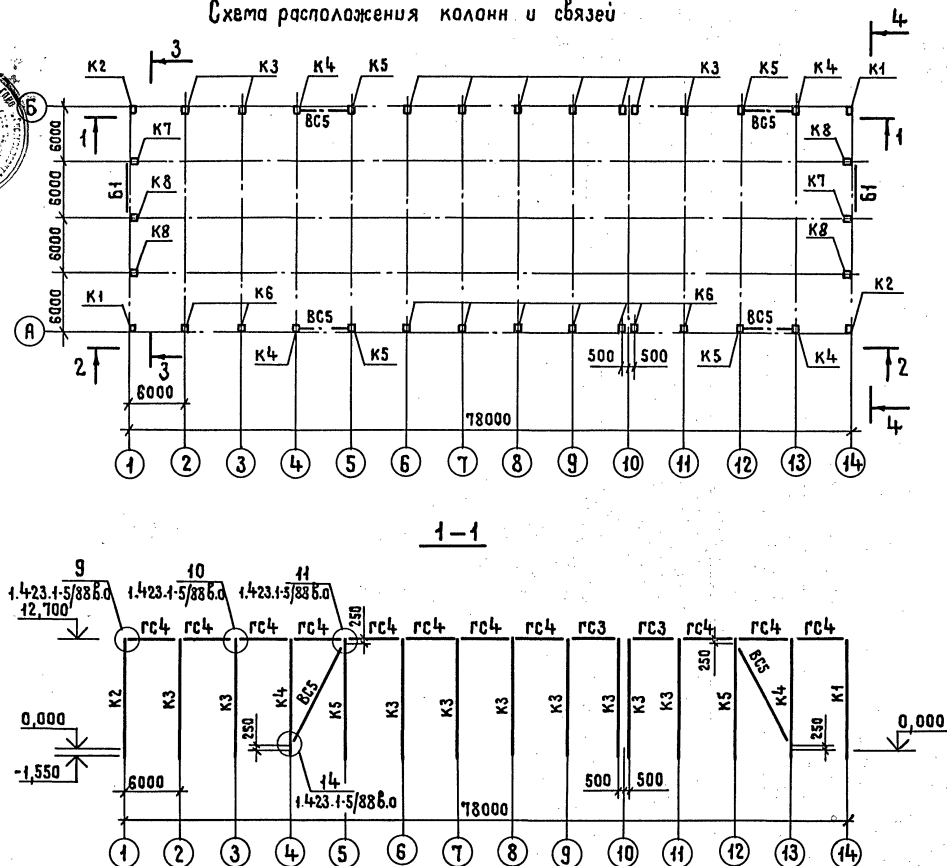 Схема расположения колонн и связей
3 4
К2 К3 К4 К5 К3 К5 К4 К1
Б
1 ВС5 ВС5 1
6000 К7 К8
Б1 6000 К8 К7 Б1
6000 К8 К8
6000 К1 К6 ВС5 К6 ВС5 К2
А
2 3 К4 К5 500 500 К5 К4 2
6000
78000 4
1 2 3 4 5 6 7 8 9 10 11 12 13 14
1-1
9 10 11
1.423.1-5/88 в.0 1.423.1-5/88 в.0 1.423.1-5/88 в.0
12,700 250
гс4 гс4 гс4 гс4 гс4 гс4 гс4 гс4 гс3 гс3 гс4 гс4 гс4
250
К2 К3 К3 К4 ВС5 К5 К3 К3 К3 К3 К3 К3 К3 К5 ВС5 К4 К1
0,000 250 250 0,000
-1,550
6000 14 500 500
1.423.1-5/88 в.0
78000
1 2 3 4 5 6 7 8 9 10 11 12 13 14